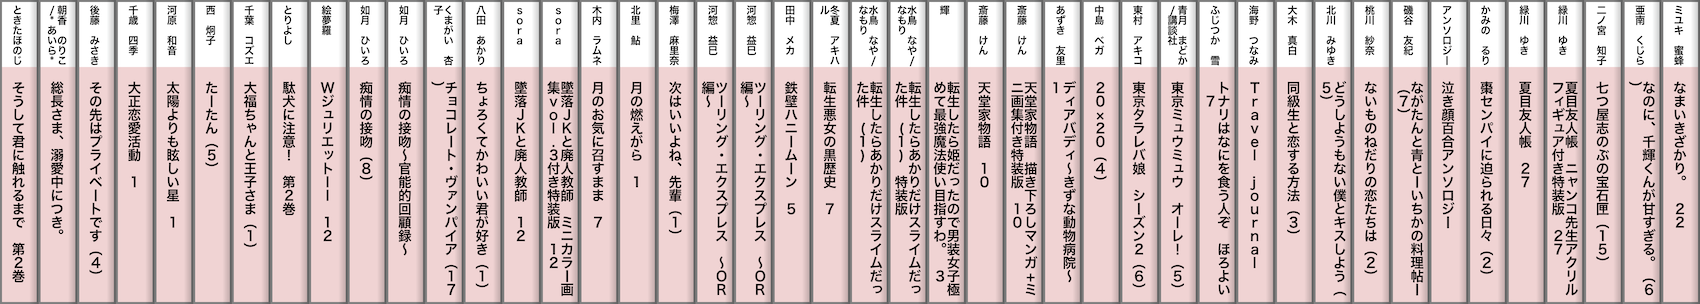 ミユキ 蜜蜂
なまいきざかり。 22
亜南 くじら
なのに、千輝くんが甘すぎる。 (6
)
二ノ宮 知子
七つ屋志のぶの宝石匣 (15)
緑川 ゆき
夏目友人帳 ニャンコ先生アクリル
フィギュア付き特装版 27
緑川 ゆき
夏目友人帳 27
かみの るり
棗センパイに迫られる日々 (2)
アンソロジー
泣き顔百合アンソロジー
磯谷 友紀
ながたんと青とーいちかの料理帖ー
(7)
桃川 紗奈
ないものねだりの恋たちは (2)
北川 みゆき
どうしようもない僕とキスしよう (
5)
大木 真白
同級生と恋する方法 (3)
海野 つなみ
Travel journal
ふじつか 雪
トナリはなにを食う人ぞ ほろよい
7
青月 まどか
/講談社
東京ミュウミュウ オーレ! (5)
東村 アキコ
東京タラレバ娘 シーズン2 (6)
中島 ベガ
20×20 (4)
あずき 友里
ディアバディ〜きずな動物病院〜
1
斎藤 けん
天堂家物語 描き下ろしマンガ+ミ
ニ画集付き特装版 10
斎藤 けん
天堂家物語 10
輝
転生したら姫だったので男装女子極
めて最強魔法使い目指すわ。 3
水鳥 なや/
なもり
転生したらあかりだけスライムだっ
た件 (1) 特装版
水鳥 なや/
なもり
転生したらあかりだけスライムだっ
た件 (1)
冬夏 アキハ
ル
転生悪女の黒歴史 7
田中 メカ
鉄壁ハニームーン 5
河惣 益巳
ツーリング・エクスプレス 〜OR
編〜
河惣 益巳
ツーリング・エクスプレス 〜OR
編〜
梅澤 麻里奈
次はいいよね、先輩 (1)
北里 鮎
月の燃えがら 1
木内 ラムネ
月のお気に召すまま 7
sora
墜落JKと廃人教師 ミニカラー画
集vol.3付き特装版 12
sora
墜落JKと廃人教師 12
八田 あかり
ちょろくてかわいい君が好き (1)
くまがい 杏
子
チョコレート・ヴァンパイア (17
)
如月 ひいろ
痴情の接吻〜官能的回顧録〜
如月 ひいろ
痴情の接吻 (8)
絵夢羅
Wジュリエットー 12
とりよし
駄犬に注意! 第2巻
千葉 コズエ
大福ちゃんと王子さま (1)
西 炯子
たーたん (5)
河原 和音
太陽よりも眩しい星 1
千歳 四季
大正恋愛活動 1
後藤 みさき
その先はプライベートです (4)
朝香 のりこ
/*あいら*
総長さま、溺愛中につき。
ときたほのじ
そうして君に触れるまで 第2巻